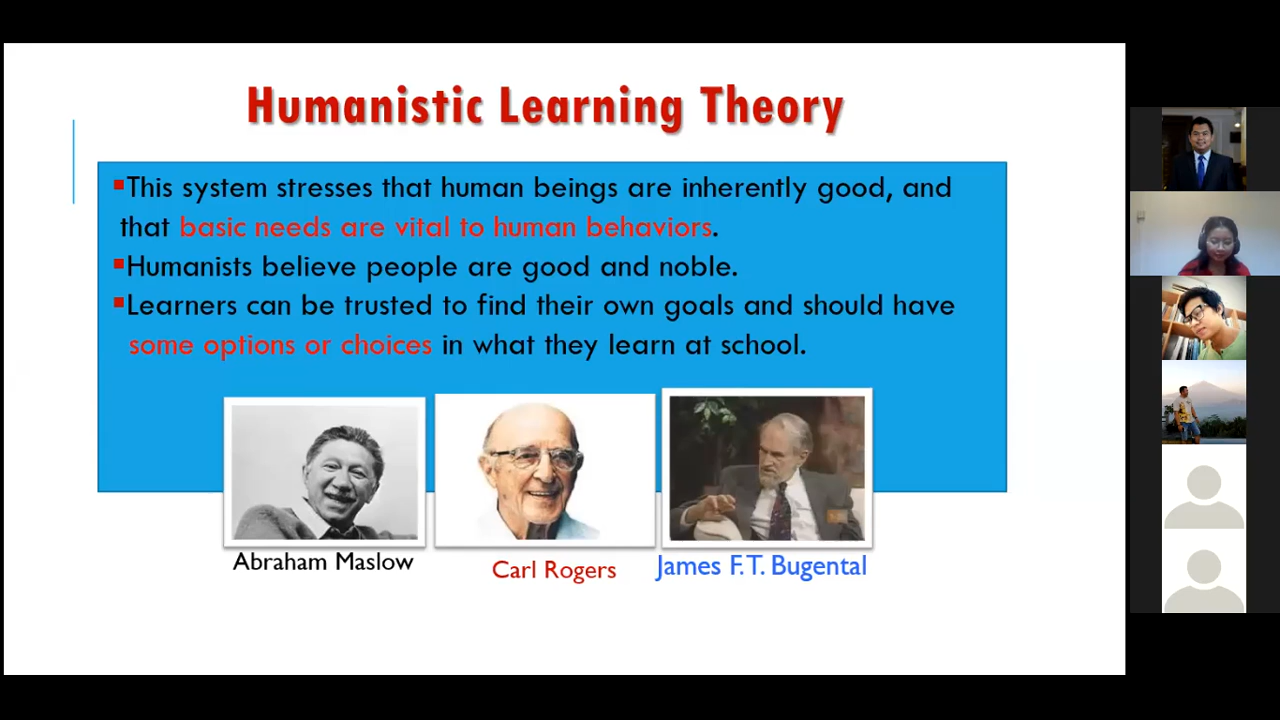 Humanistic Learning Theory
▪This system stresses that human beings are inherently good, and
that basic needs are vital to human behaviors.
▪Humanists believe people are good and noble.
▪Learners can be trusted to find their own goals and should have
some options or choices in what they learn at school.
Abraham Maslow
Carl Rogers
James F.T. Bugental